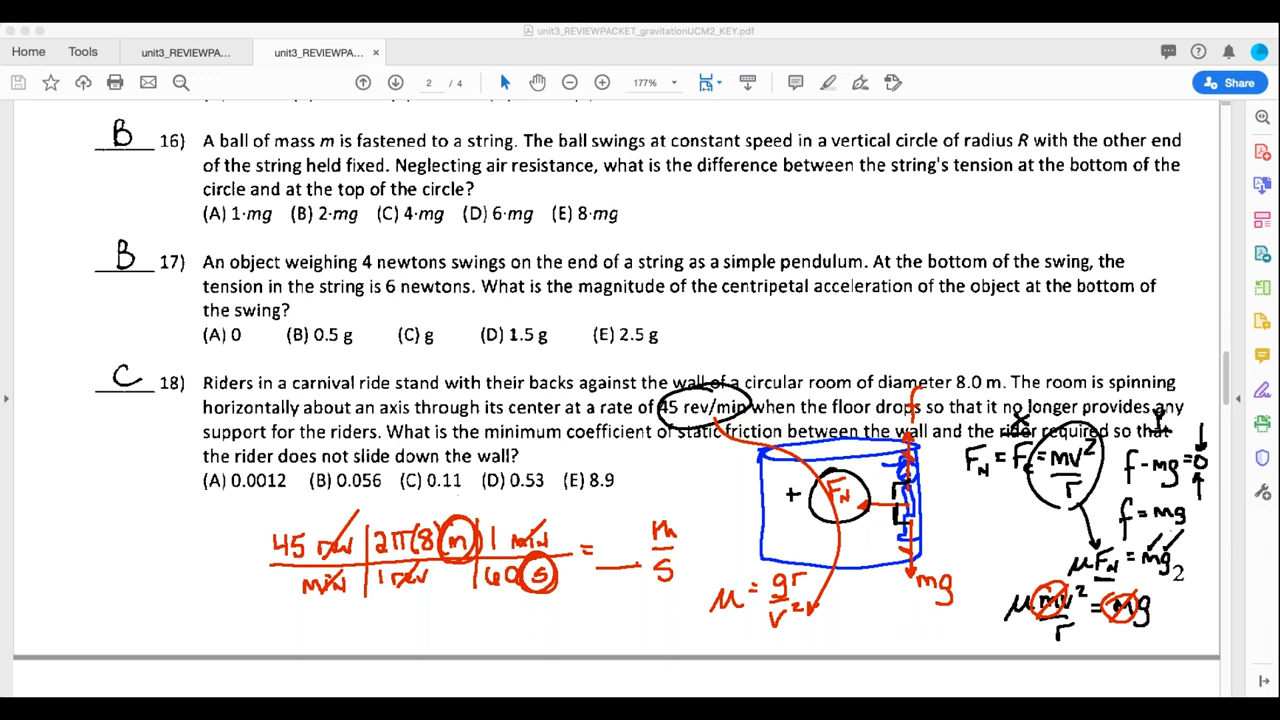 unit3_REVIEWPACKET_gravitationUCM2_KEY.pdf
Home Tools unit3_REVIEWPA... unit3_REVIEWPA... ×
2 / 4 177% Share
B 16) A ball of mass m is fastened to a string. The ball swings at constant speed in a vertical circle of radius R with the other end
of the string held fixed. Neglecting air resistance, what is the difference between the string's tension at the bottom of the
circle and at the top of the circle?
(A) 1·mg (B) 2·mg (C) 4·mg (D) 6·mg (E) 8·mg
B 17) An object weighing 4 newtons swings on the end of a string as a simple pendulum. At the bottom of the swing, the
tension in the string is 6 newtons. What is the magnitude of the centripetal acceleration of the object at the bottom of
the swing?
(A) 0 (B) 0.5 g (C) g (D) 1.5 g (E) 2.5 g
C 18) Riders in a carnival ride stand with their backs against the wall of a circular room of diameter 8.0 m. The room is spinning
horizontally about an axis through its center at a rate of 45 rev/min when the floor drops so that it no longer provides any
support for the riders. What is the minimum coefficient of static friction between the wall and the rider required so that
the rider does not slide down the wall?
(A) 0.0012 (B) 0.056 (C) 0.11 (D) 0.53 (E) 8.9
f
x
y
F_N = F_c = mv²/r
f - mg = 0
f = mg
+ F_N
μF_N = mg
2
μ mv²/r = mg
mg
μ = gr/v²
45 rev/min | 2π(8)m/1 rev | 1 min/60 s = __ m/s